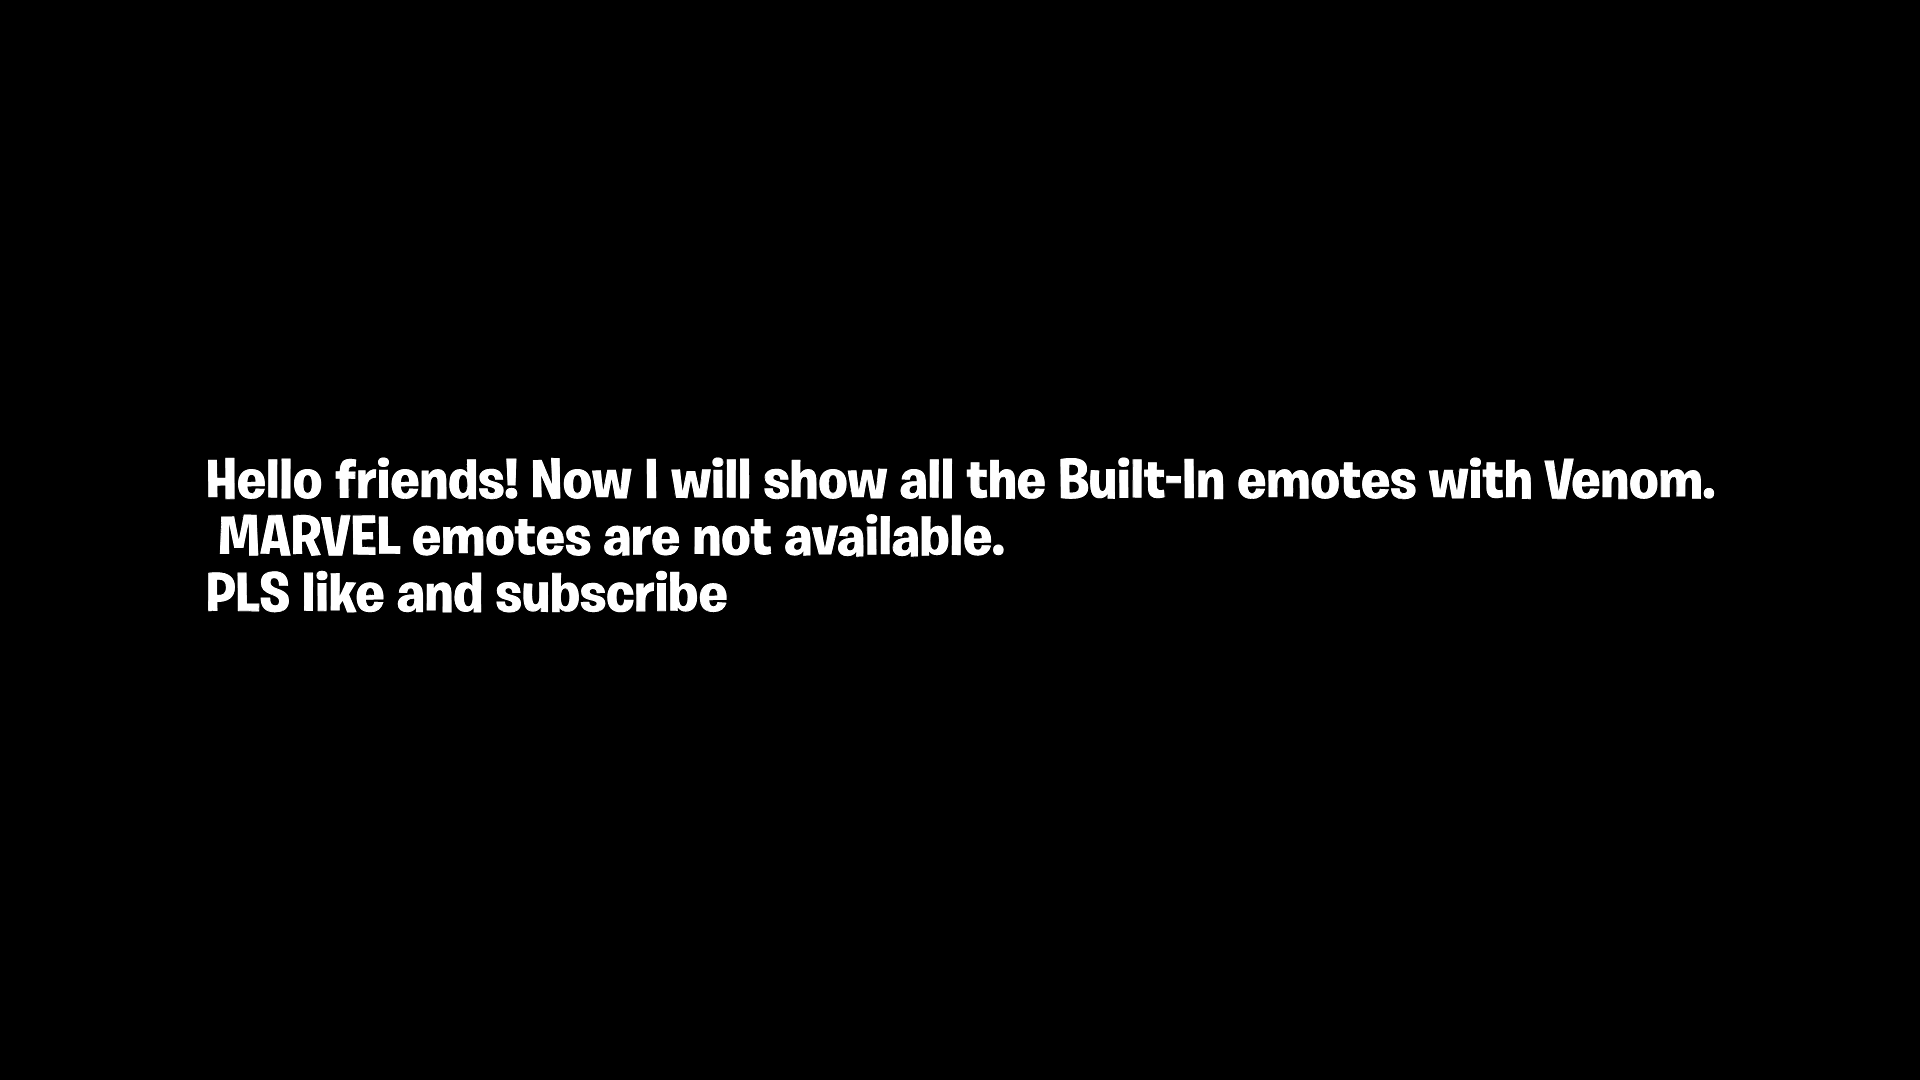 Hello friends! Now I will show all the Built-In emotes with Venom.
MARVEL emotes are not available.
PLS like and subscribe